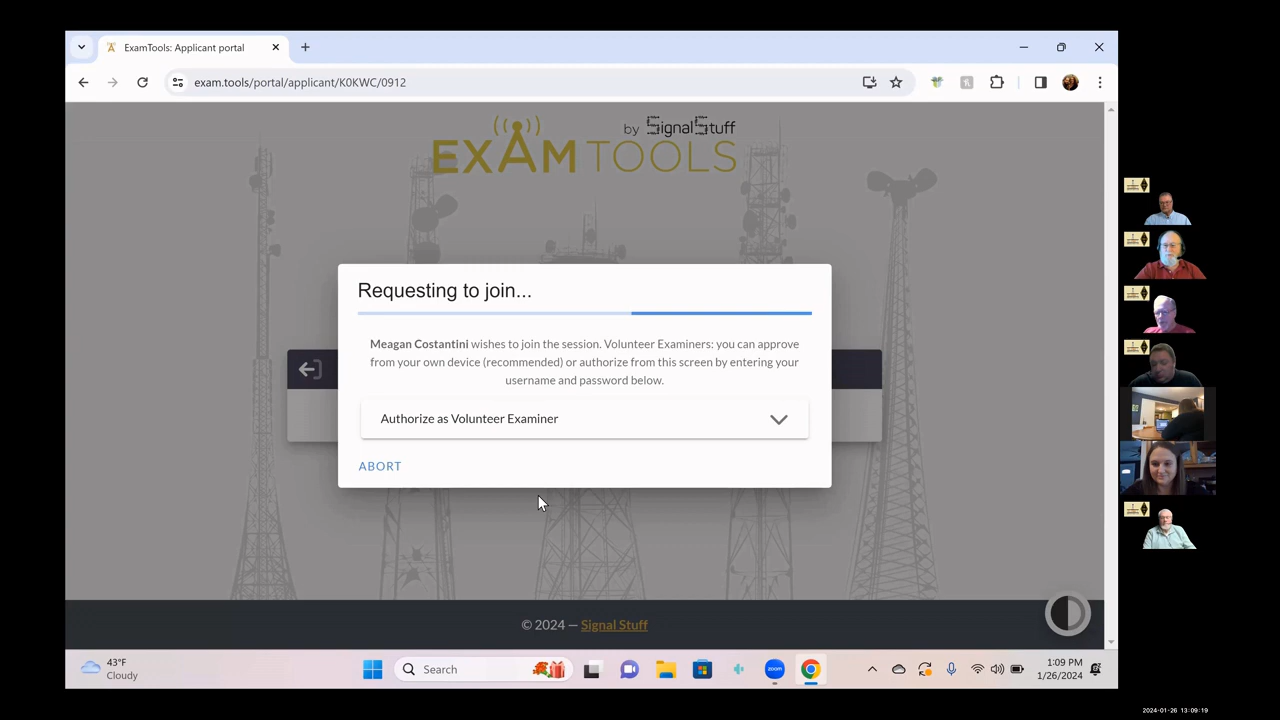 ExamTools: Applicant portal
exam.tools/portal/applicant/K0KWC/0912
by SignalStuff
EXAMTOOLS
Requesting to join...
Meagan Costantini wishes to join the session. Volunteer Examiners: you can approve
from your own device (recommended) or authorize from this screen by entering your
username and password below.
Authorize as Volunteer Examiner
ABORT
© 2024 — Signal Stuff
43°F
Cloudy
Search
zoom
1:09 PM
1/26/2024
2024-01-26 13:09:19